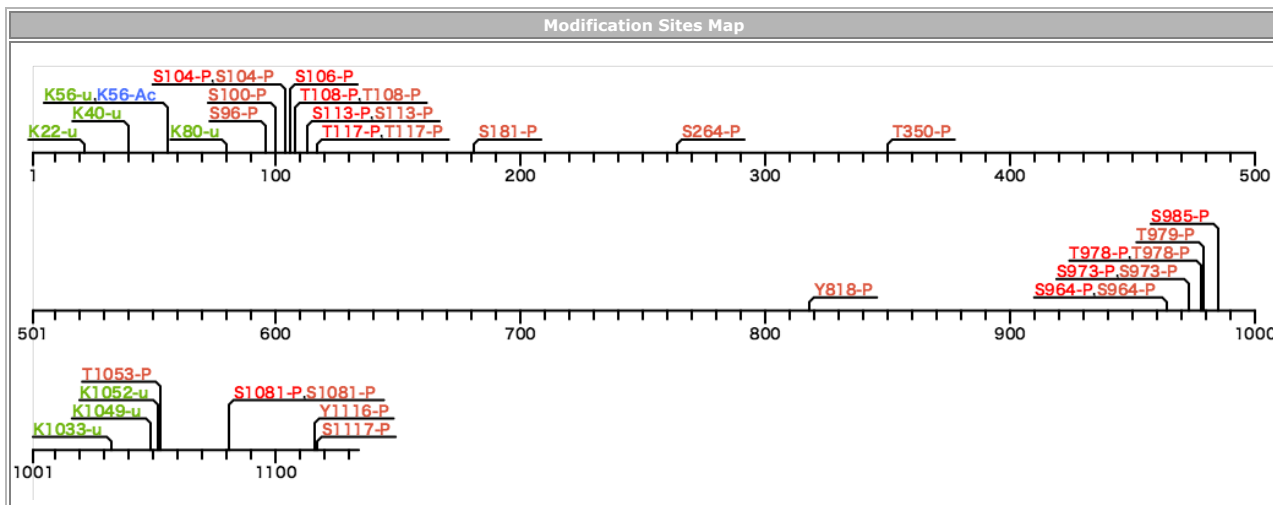 Modification Sites Map
S104-P,S104-P S106-P
K56-u,K56-Ac S100-P T108-P,T108-P
K40-u S96-P S113-P,S113-P
K22-u K80-u T117-P,T117-P S181-P S264-P T350-P
1 100 200 300 400 500
S985-P
T979-P
T978-P,T978-P
S973-P,S973-P
Y818-P S964-P,S964-P
501 600 700 800 900 1000
T1053-P
K1052-u S1081-P,S1081-P
K1049-u Y1116-P
K1033-u S1117-P
1001 1100